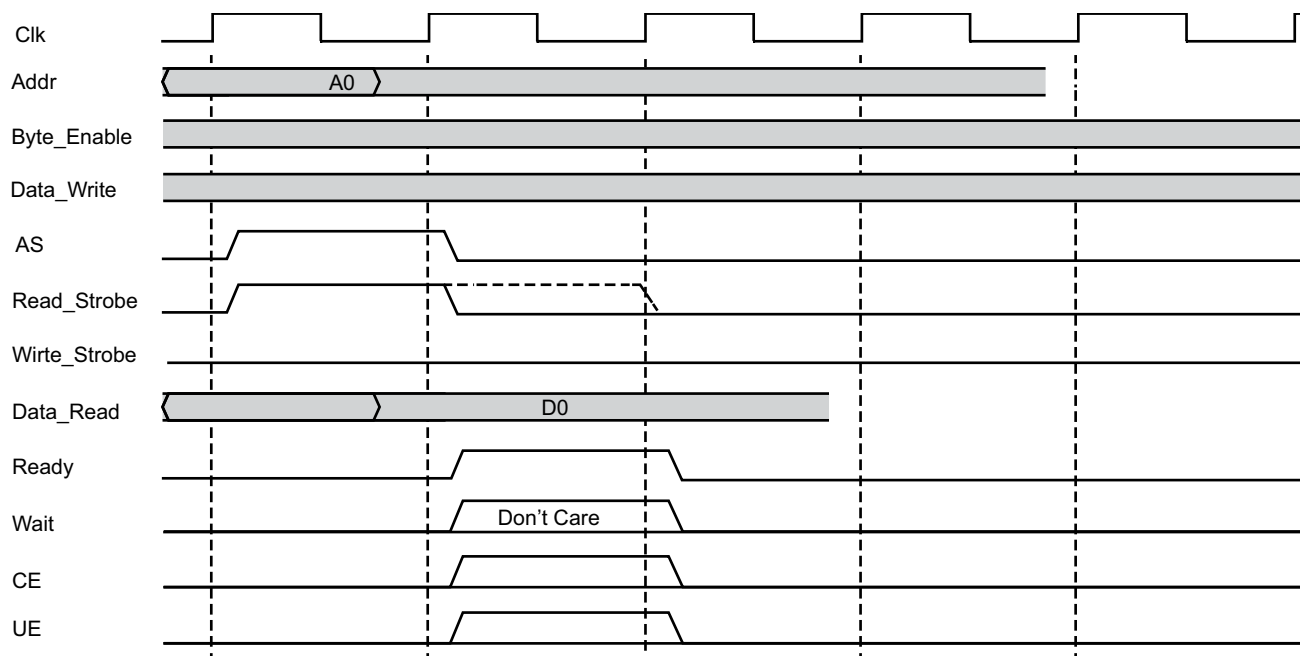 Clk
Addr
A0
Byte_Enable
Data_Write
AS
Read_Strobe
Wirte_Strobe
Data_Read
D0
Ready
Wait
Don't Care
CE
UE